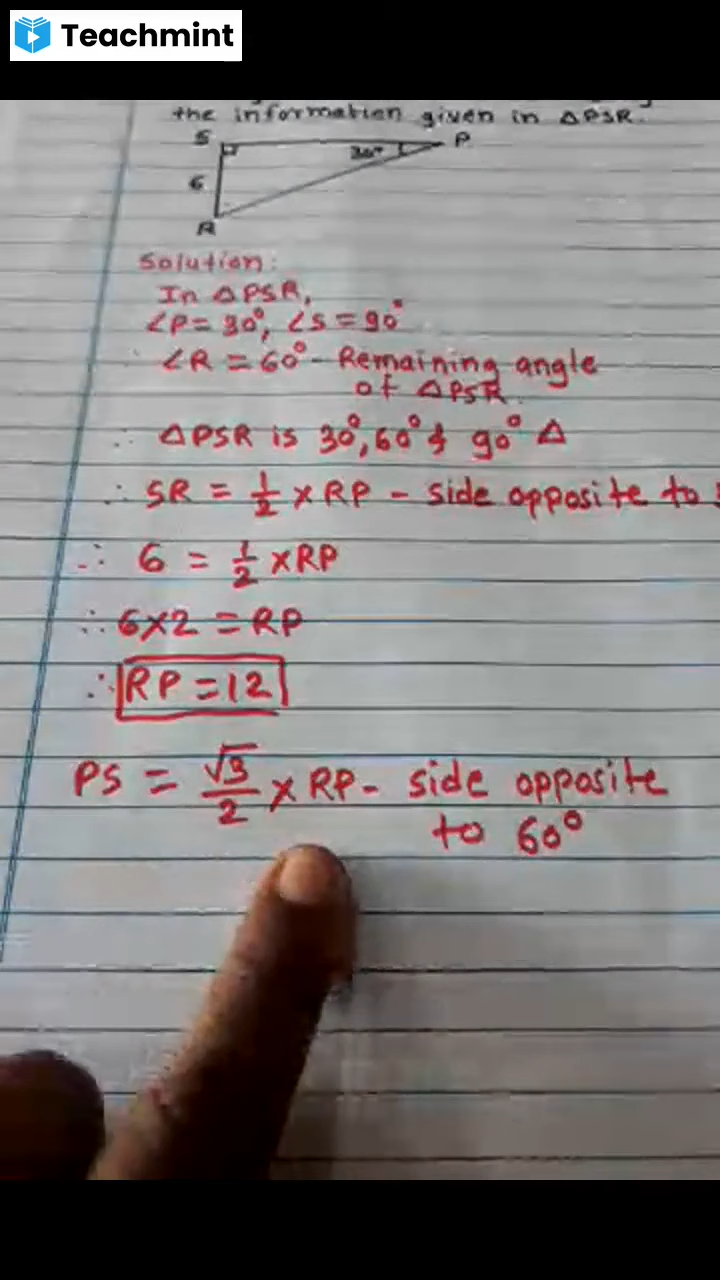 Teachmint
the information given in △PSR.
S
P
30°
6
R
Solution:
In △PSR,
∠P = 30°, ∠S = 90°
∴ ∠R = 60° - Remaining angle
of △PSR.
∴ △PSR is 30°, 60° & 90° △
∴ SR = 1/2 × RP - side opposite to
∴ 6 = 1/2 × RP
∴ 6×2 = RP
∴ RP = 12
PS = √3/2 × RP - side opposite
to 60°